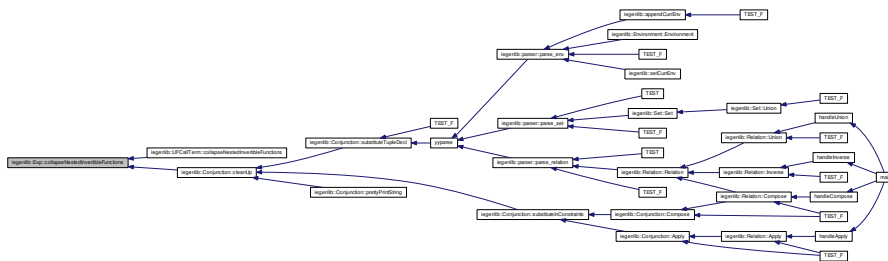 iegenlib::appendCurrEnv
TEST_F
iegenlib::Environment::Environment
iegenlib::parser::parse_env
TEST_F
iegenlib::setCurrEnv
TEST
TEST_F
iegenlib::Set::Union
iegenlib::Set::Set
handleUnion
TEST_F
iegenlib::parser::parse_set
TEST_F
iegenlib::Relation::Union
TEST_F
iegenlib::Conjunction::substituteTupleDecl
yyparse
iegenlib::UFCallTerm::collapseNestedInvertibleFunctions
TEST
handleInverse
iegenlib::Exp::collapseNestedInvertibleFunctions
iegenlib::parser::parse_relation
iegenlib::Conjunction::cleanUp
iegenlib::Relation::Relation
iegenlib::Relation::Inverse
TEST_F
iegenlib::Conjunction::prettyPrintString
TEST_F
iegenlib::Relation::Compose
handleCompose
iegenlib::Conjunction::substituteInConstraints
iegenlib::Conjunction::Compose
TEST_F
iegenlib::Conjunction::Apply
iegenlib::Relation::Apply
handleApply
TEST_F